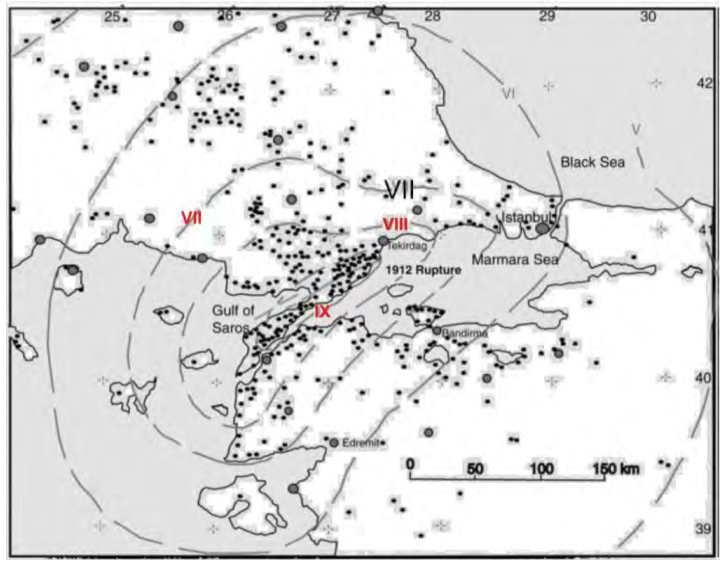 25 26 27 28 29 30
42
VI
V
Black Sea
VII
VII
VIII
Istanbul
41
Tekirdag
Marmara Sea
1912 Rupture
Gulf of
Saros
IX
Bandirma
40
Edremit
0 50 100 150 km
39